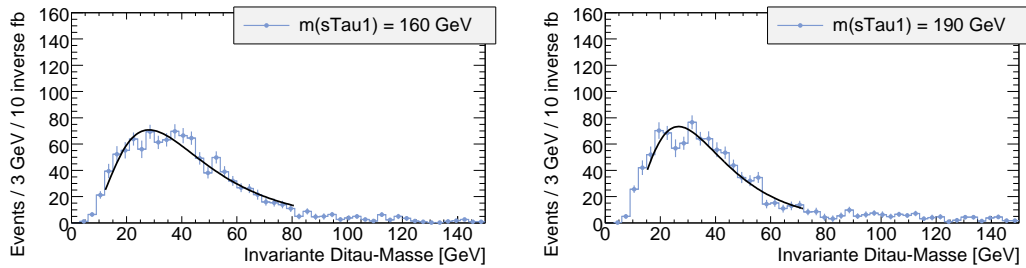 m(sTau1) = 160 GeV
Events / 3 GeV / 10 inverse fb
160
140
120
100
80
60
40
20
0
0 20 40 60 80 100 120 140
Invariante Ditau-Masse [GeV]
m(sTau1) = 190 GeV
Events / 3 GeV / 10 inverse fb
160
140
120
100
80
60
40
20
0
0 20 40 60 80 100 120 140
Invariante Ditau-Masse [GeV]